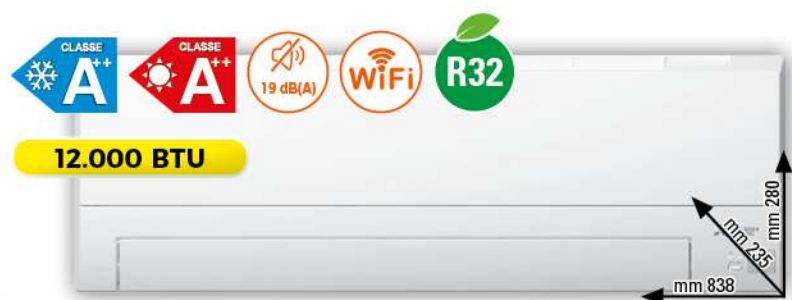 CLASSE
A++
CLASSE
A++
19 dB(A)
WiFi
R32
12.000 BTU
mm 280
mm 235
mm 838